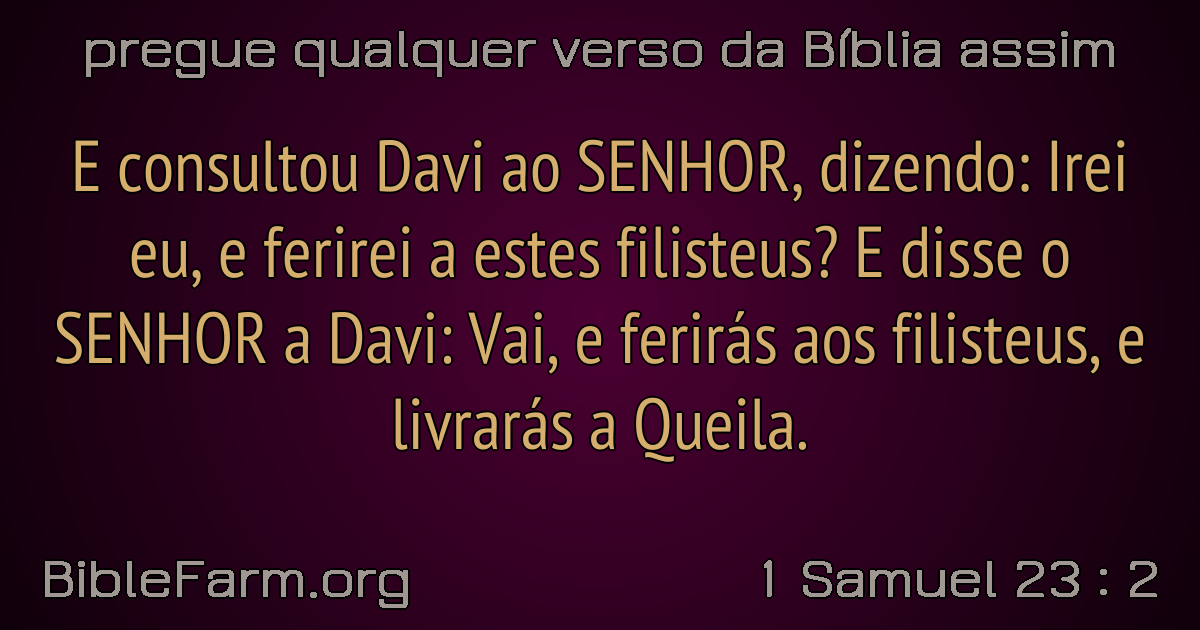 pregue qualquer verso da Bíblia assim
E consultou Davi ao SENHOR, dizendo: Irei
eu, e ferirei a estes filisteus? E disse o
SENHOR a Davi: Vai, e ferirás aos filisteus, e
livrarás a Queila.
BibleFarm.org
1 Samuel 23 : 2